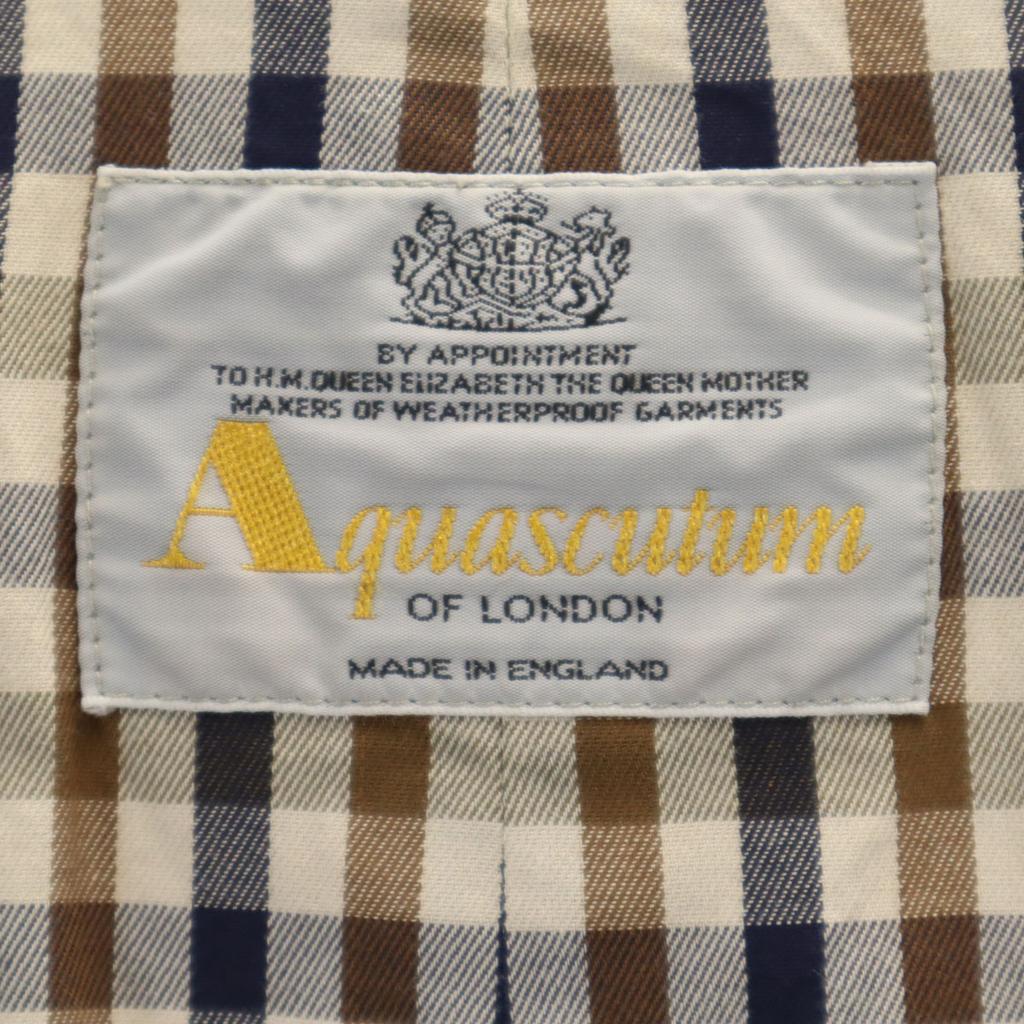 BY APPOINTMENT
TO H.M.QUEEN ELIZABETH THE QUEEN MOTHER
MAKERS OF WEATHERPROOF GARMENTS
Aquascutum
OF LONDON
MADE IN ENGLAND